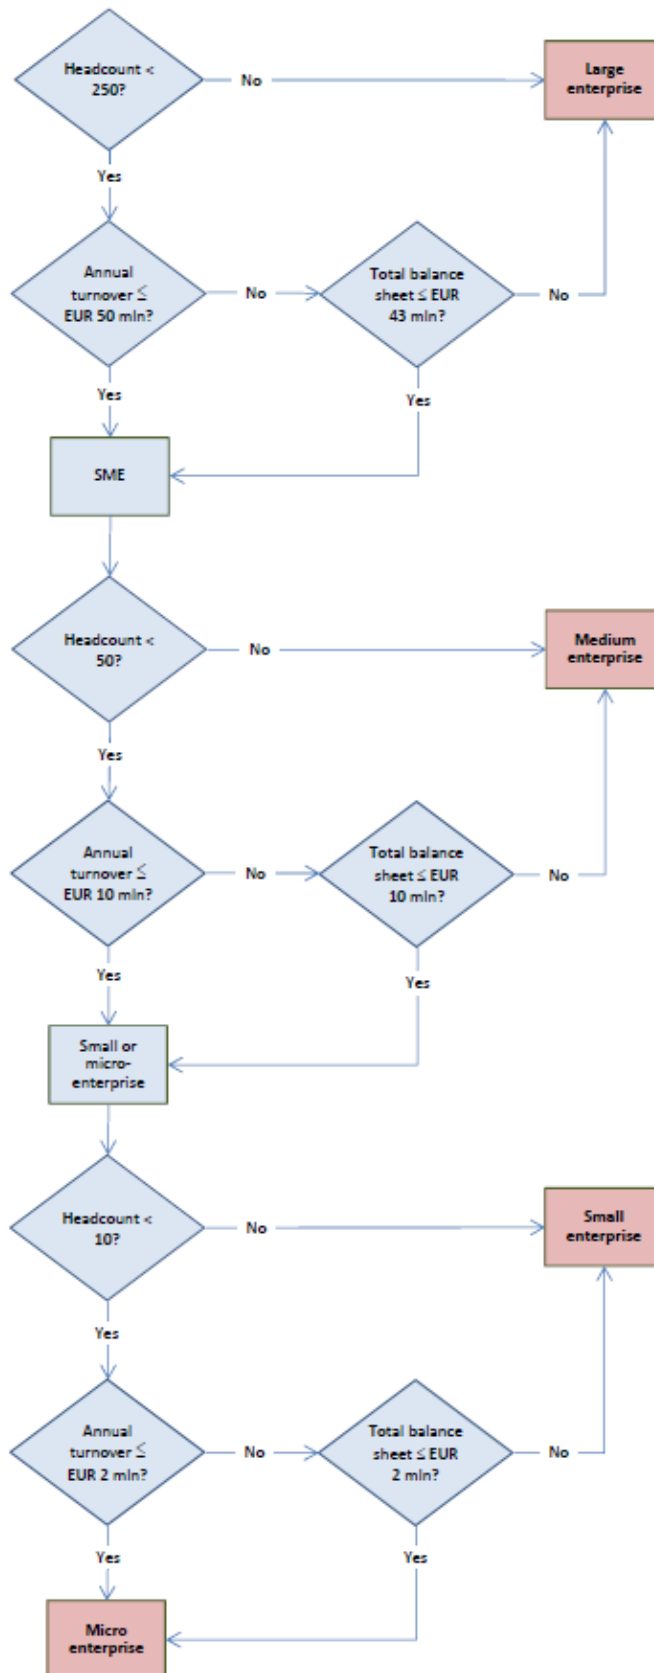 Headcount <
250?
No
Large
enterprise
Yes
Annual
turnover ≤
EUR 50 mln?
No
Total balance
sheet ≤ EUR
43 mln?
No
Yes
Yes
SME
Headcount <
50?
No
Medium
enterprise
Yes
Annual
turnover ≤
EUR 10 mln?
No
Total balance
sheet ≤ EUR
10 mln?
No
Yes
Yes
Small or
micro-
enterprise
Headcount <
10?
No
Small
enterprise
Yes
Annual
turnover ≤
EUR 2 mln?
No
Total balance
sheet ≤ EUR
2 mln?
No
Yes
Yes
Micro
enterprise